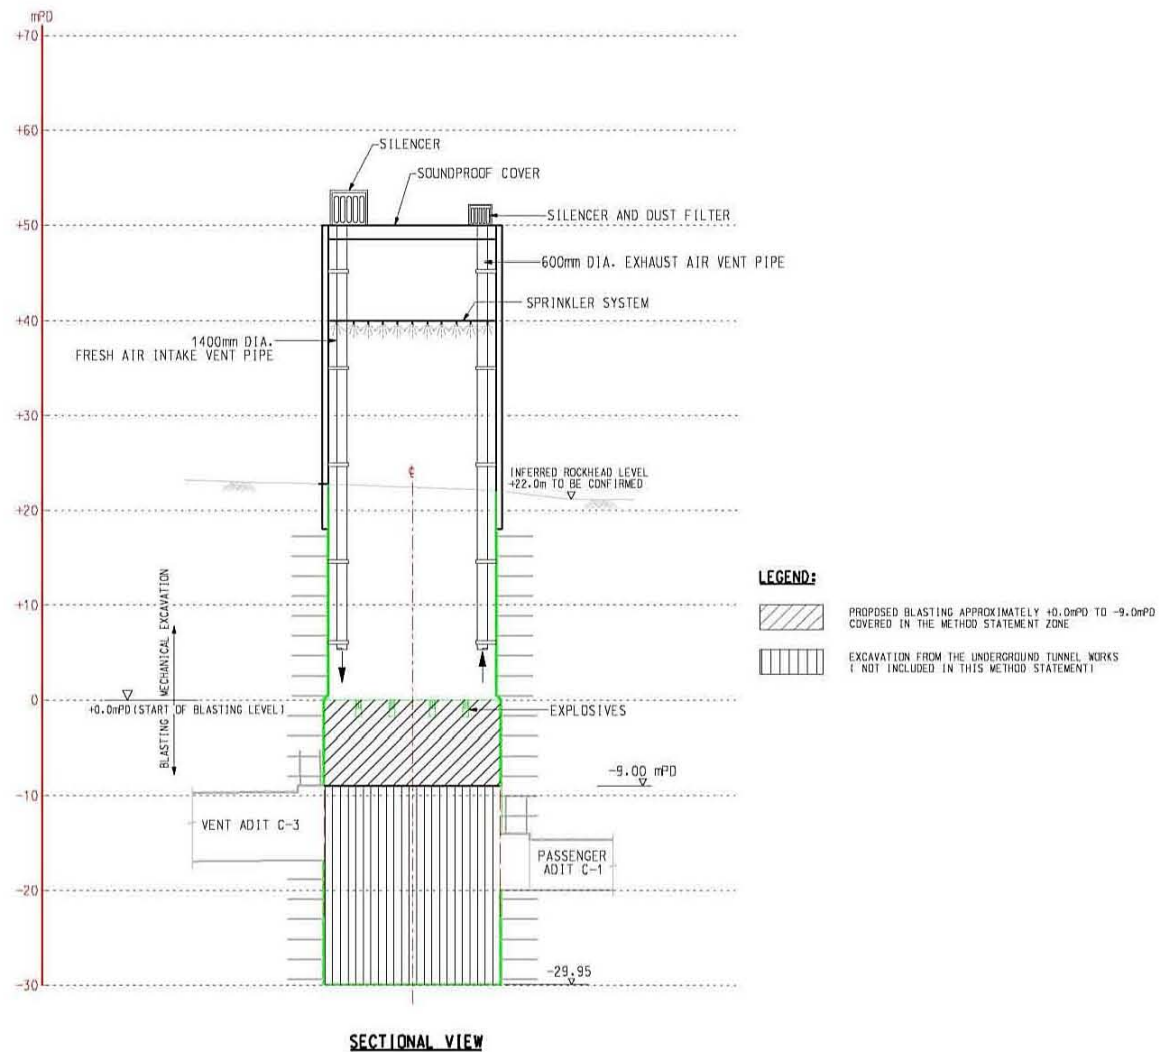 mPD
+70
+60
SILENCER
SOUNDPROOF COVER
SILENCER AND DUST FILTER
+50
600mm DIA. EXHAUST AIR VENT PIPE
SPRINKLER SYSTEM
+40
1400mm DIA.
FRESH AIR INTAKE VENT PIPE
+30
INFERRED ROCKHEAD LEVEL
+22.0m TO BE CONFIRMED
+20
+10
MECHANICAL EXCAVATION
BLASTING
0
+0.0mPD(START OF BLASTING LEVEL)
EXPLOSIVES
-9.00 mPD
-10
VENT ADIT C-3
PASSENGER
ADIT C-1
-20
-29.95
-30
LEGEND:
PROPOSED BLASTING APPROXIMATELY +0.0mPD TO -9.0mPD
COVERED IN THE METHOD STATEMENT ZONE
EXCAVATION FROM THE UNDERGROUND TUNNEL WORKS
( NOT INCLUDED IN THIS METHOD STATEMENT)
SECTIONAL VIEW